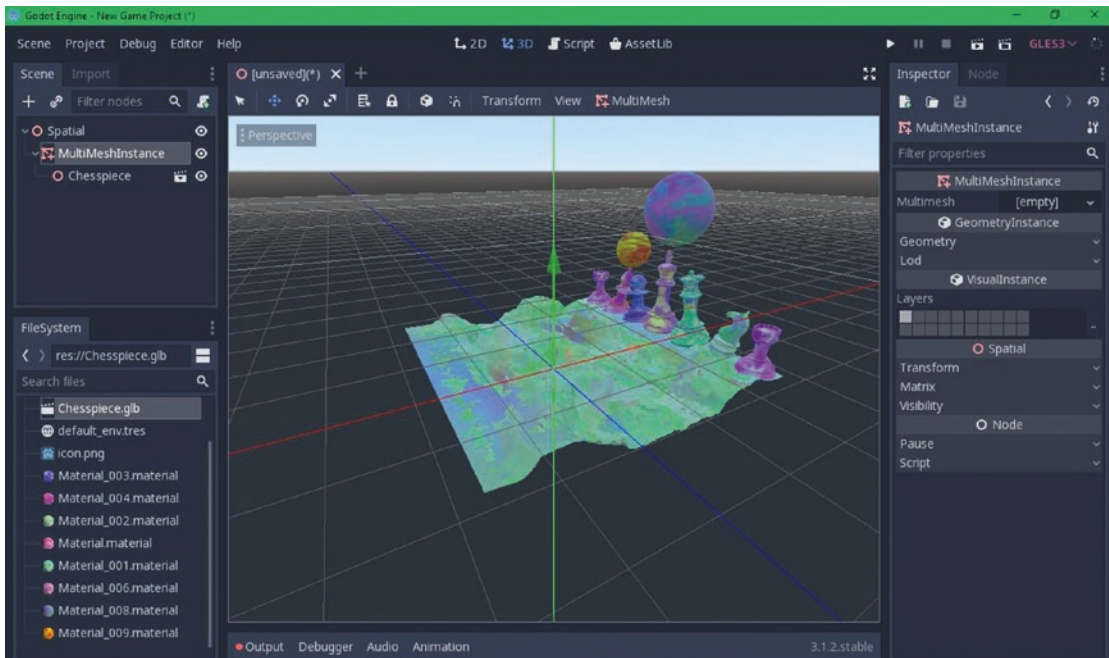 Godot Engine - New Game Project (*)
Scene Project Debug Editor Help
2D 3D Script AssetLib
GLES3
Scene Import
Filter nodes
Spatial
MultiMeshInstance
Chesspiece
FileSystem
res://Chesspiece.glb
Search files
Chesspiece.glb
default_env.tres
icon.png
Material_003.material
Material_004.material
Material_002.material
Material.material
Material_001.material
Material_006.material
Material_008.material
Material_009.material
[unsaved](*)
Transform View MultiMesh
Perspective
Output Debugger Audio Animation
3.1.2.stable
Inspector Node
MultiMeshInstance
Filter properties
MultiMeshInstance
Multimesh [empty]
GeometryInstance
Geometry
Lod
VisualInstance
Layers
..
Spatial
Transform
Matrix
Visibility
Node
Pause
Script